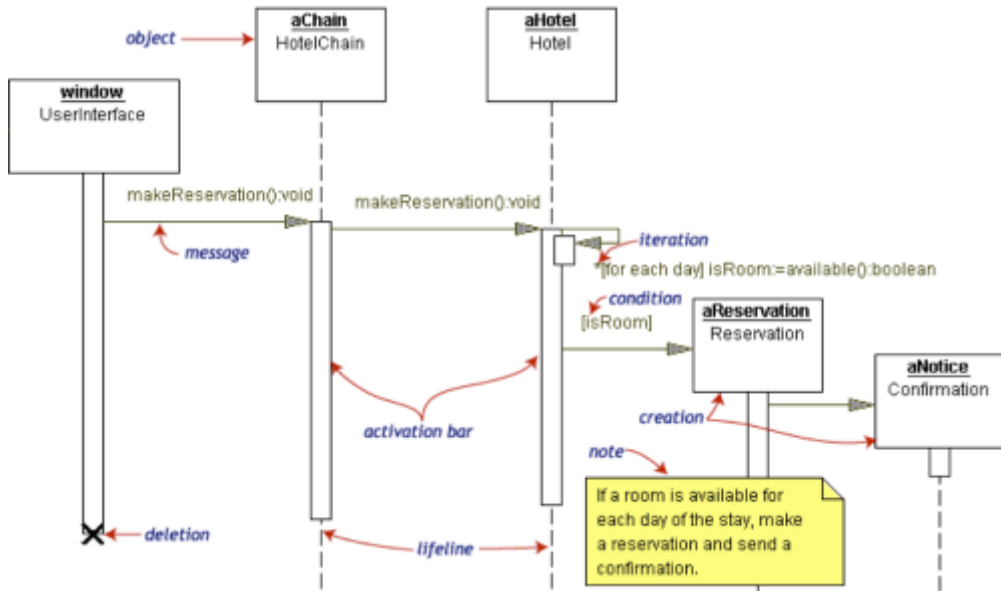 aChain
HotelChain
aHotel
Hotel
object
window
UserInterface
makeReservation():void
makeReservation():void
message
iteration
*[for each day] isRoom:=available():boolean
condition
[isRoom]
aReservation
Reservation
aNotice
Confirmation
activation bar
creation
note
If a room is available for
each day of the stay, make
a reservation and send a
confirmation.
deletion
lifeline